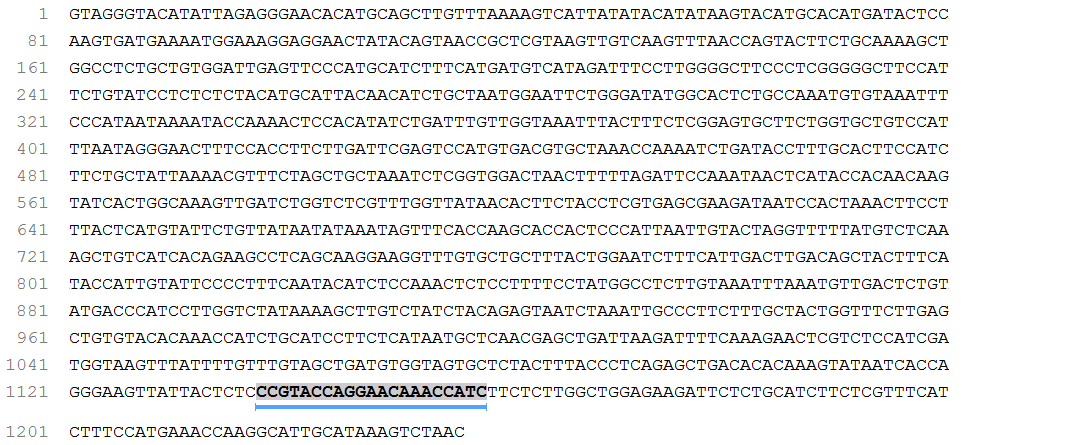 1 GTAGGGTACATATTAGAGGGAACACATGCAGCTTGTTTAAAAGTCATTATATACATATAAGTACATGCACATGATACTCC
81 AAGTGATGAAAATGGAAAGGAGGAACTATACAGTAACCGCTCGTAAGTTGTCAAGTTTAACCAGTACTTCTGCAAAAGCT
161 GGCCTCTGCTGTGGATTGAGTTCCCATGCATCTTTCATGATGTCATAGATTTCCTTGGGGCTTCCCTCGGGGGCTTCCAT
241 TCTGTATCCTCTCTCTACATGCATTACAACATCTGCTAATGGAATTCTGGGATATGGCACTCTGCCAAATGTGTAAATTT
321 CCCATAATAAAATACCAAAACTCCACATATCTGATTTGTTGGTAAATTTACTTTCTCGGAGTGCTTCTGGTGCTGTCCAT
401 TTAATAGGGAACTTTCCACCTTCTTGATTCGAGTCCATGTGACGTGCTAAACCAAAATCTGATACCTTTGCACTTCCATC
481 TTCTGCTATTAAAACGTTTCTAGCTGCTAAATCTCGGTGGACTAACTTTTTAGATTCCAAATAACTCATACCACAACAAG
561 TATCACTGGCAAAGTTGATCTGGTCTCGTTTGGTTATAACACTTCTACCTCGTGAGCGAAGATAATCCACTAAACTTCCT
641 TTACTCATGTATTCTGTTATAATATAAATAGTTTCACCAAGCACCACTCCCATTAATTGTACTAGGTTTTTATGTCTCAA
721 AGCTGTCATCACAGAAGCCTCAGCAAGGAAGGTTTGTGCTGCTTTACTGGAATCTTTCATTGACTTGACAGCTACTTTCA
801 TACCATTGTATTCCCCTTTCAATACATCTCCAAACTCTCCTTTTCCTATGGCCTCTTGTAAATTTAAATGTTGACTCTGT
881 ATGACCCATCCTTGGTCTATAAAAGCTTGTCTATCTACAGAGTAATCTAAATTGCCCTTCTTTGCTACTGGTTTCTTGAG
961 CTGTGTACACAAACCATCTGCATCCTTCTCATAATGCTCAACGAGCTGATTAAGATTTTCAAAGAACTCGTCTCCATCGA
1041 TGGTAAGTTTATTTTGTTTGTAGCTGATGTGGTAGTGCTCTACTTTACCCTCAGAGCTGACACACAAAGTATAATCACCA
1121 GGGAAGTTATTACTCTCCCGTACCAGGAACAAACCATCTTCTCTTGGCTGGAGAAGATTCTCTGCATCTTCTCGTTTCAT
1201 CTTTCCATGAAACCAAGGCATTGCATAAAGTCTAAC